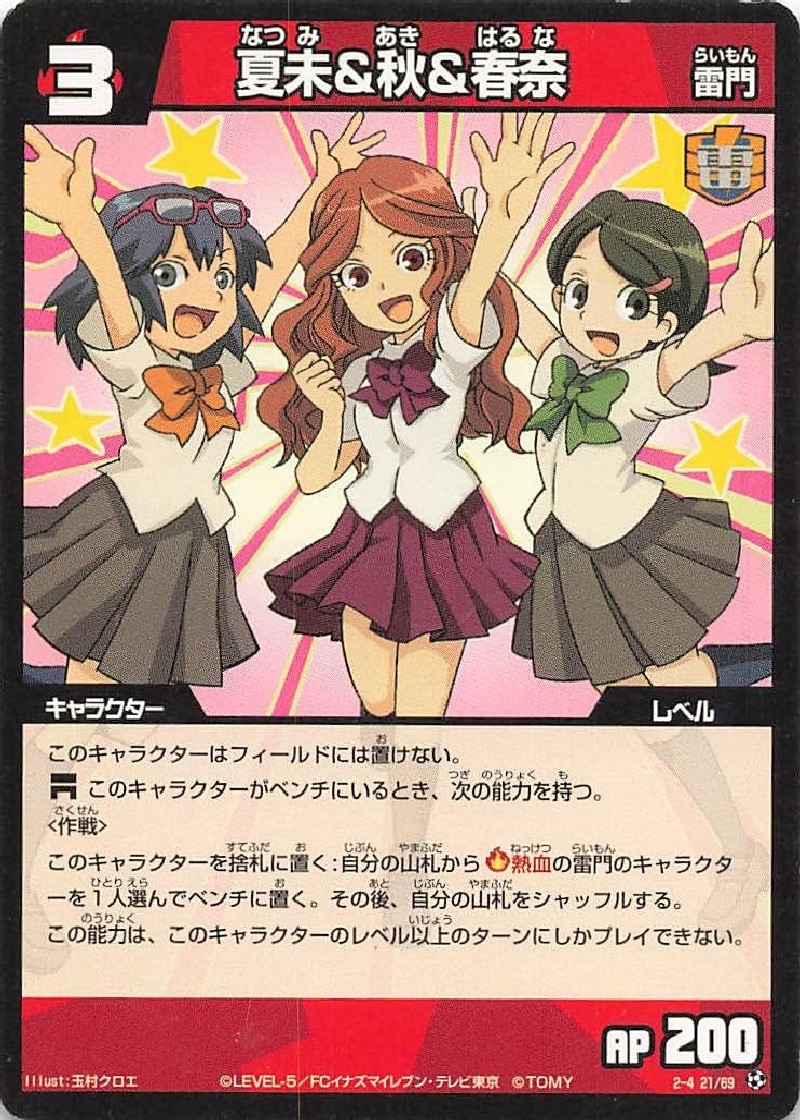 3
なつみ あき はるな
夏未&秋&春奈
らいもん
雷門
雷
キャラクター
レベル
このキャラクターはフィールドには置けない。
このキャラクターがベンチにいるとき、次の能力を持つ。
<作戦>
このキャラクターを捨札に置く:自分の山札から熱血の雷門のキャラクタ
ーを1人選んでベンチに置く。その後、自分の山札をシャッフルする。
この能力は、このキャラクターのレベル以上のターンにしかプレイできない。
AP 200
Illust:玉村クロエ
©LEVEL-5/FCイナズマイレブン・テレビ東京 ©TOMY
2-4 21/69